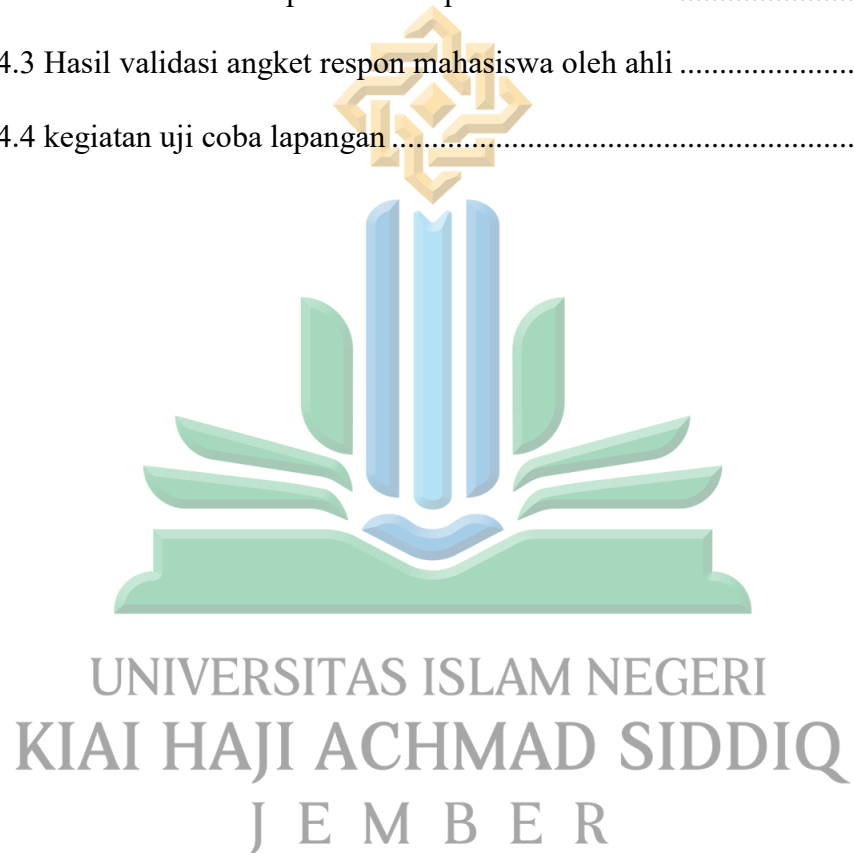 4.3 Hasil validasi angket respon mahasiswa oleh ahli .....................
4.4 kegiatan uji coba lapangan ..........................................................
UNIVERSITAS ISLAM NEGERI
KIAI HAJI ACHMAD SIDDIQ
JEMBER